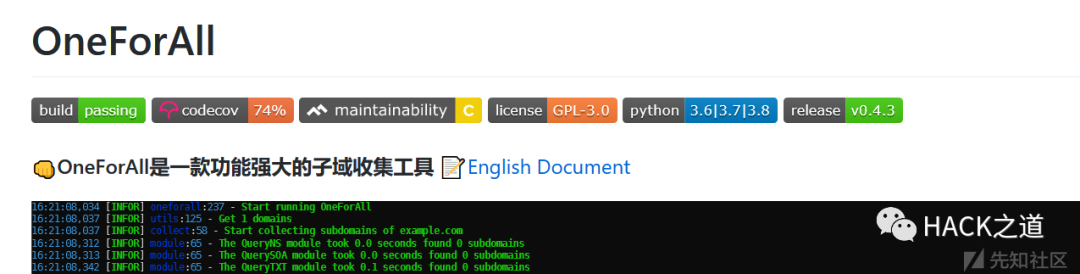 OneForAll
build passing codecov 74% maintainability C license GPL-3.0 python 3.6|3.7|3.8 release v0.4.3
👊OneForAll是一款功能强大的子域收集工具 📝English Document
16:21:08,034 [INFOR] oneforall:237 - Start running OneForAll
16:21:08,037 [INFOR] utils:125 - Get 1 domains
16:21:08,037 [INFOR] collect:58 - Start collecting subdomains of example.com
16:21:08,312 [INFOR] module:65 - The QueryNS module took 0.0 seconds found 0 subdomains
16:21:08,313 [INFOR] module:65 - The QuerySOA module took 0.0 seconds found 0 subdomains
16:21:08,342 [INFOR] module:65 - The QueryTXT module took 0.1 seconds found 0 subdomains
HACK之道
先知社区